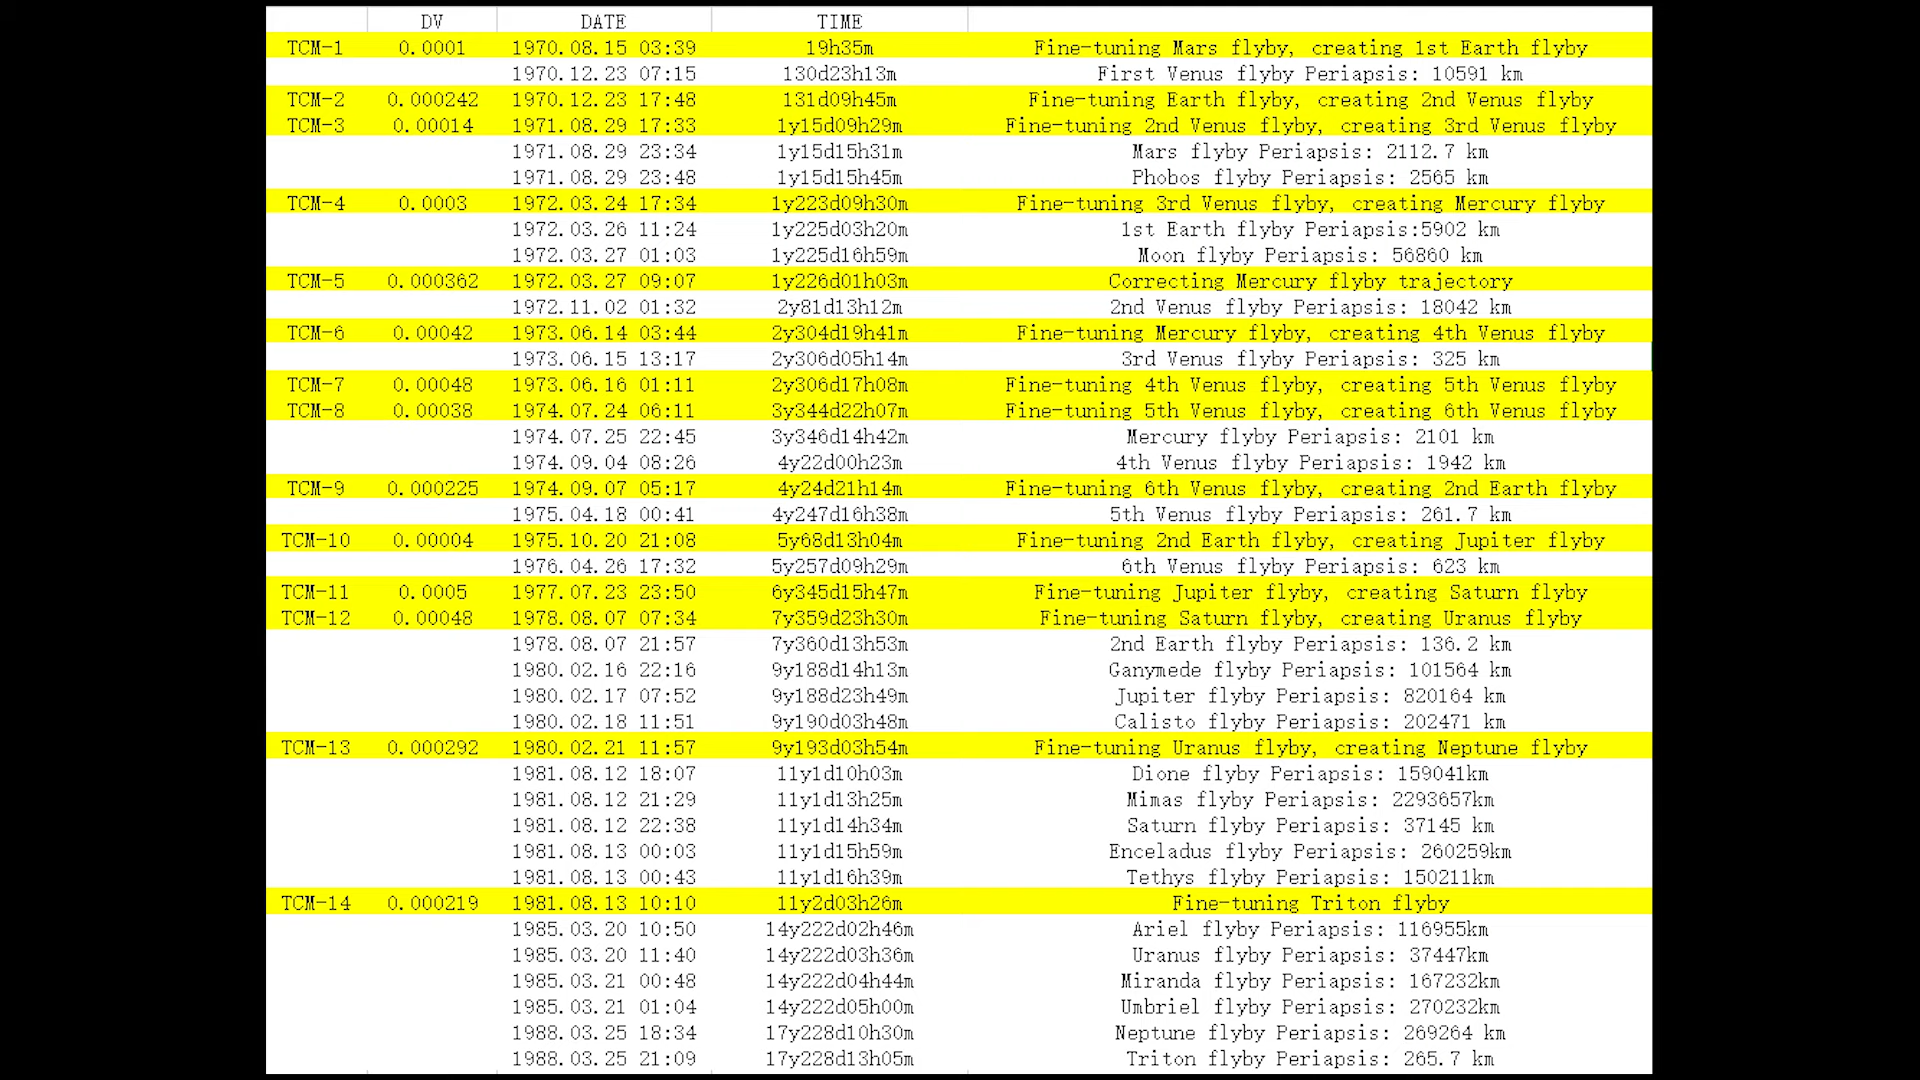 DV DATE TIME
TCM-1 0.0001 1970.08.15 03:39 19h35m Fine-tuning Mars flyby, creating 1st Earth flyby
1970.12.23 07:15 130d23h13m First Venus flyby Periapsis: 10591 km
TCM-2 0.000242 1970.12.23 17:48 131d09h45m Fine-tuning Earth flyby, creating 2nd Venus flyby
TCM-3 0.00014 1971.08.29 17:33 1y15d09h29m Fine-tuning 2nd Venus flyby, creating 3rd Venus flyby
1971.08.29 23:34 1y15d15h31m Mars flyby Periapsis: 2112.7 km
1971.08.29 23:48 1y15d15h45m Phobos flyby Periapsis: 2565 km
TCM-4 0.0003 1972.03.24 17:34 1y223d09h30m Fine-tuning 3rd Venus flyby, creating Mercury flyby
1972.03.26 11:24 1y225d03h20m 1st Earth flyby Periapsis:5902 km
1972.03.27 01:03 1y225d16h59m Moon flyby Periapsis: 56860 km
TCM-5 0.000362 1972.03.27 09:07 1y226d01h03m Correcting Mercury flyby trajectory
1972.11.02 01:32 2y81d13h12m 2nd Venus flyby Periapsis: 18042 km
TCM-6 0.00042 1973.06.14 03:44 2y304d19h41m Fine-tuning Mercury flyby, creating 4th Venus flyby
1973.06.15 13:17 2y306d05h14m 3rd Venus flyby Periapsis: 325 km
TCM-7 0.00048 1973.06.16 01:11 2y306d17h08m Fine-tuning 4th Venus flyby, creating 5th Venus flyby
TCM-8 0.00038 1974.07.24 06:11 3y344d22h07m Fine-tuning 5th Venus flyby, creating 6th Venus flyby
1974.07.25 22:45 3y346d14h42m Mercury flyby Periapsis: 2101 km
1974.09.04 08:26 4y22d00h23m 4th Venus flyby Periapsis: 1942 km
TCM-9 0.000225 1974.09.07 05:17 4y24d21h14m Fine-tuning 6th Venus flyby, creating 2nd Earth flyby
1975.04.18 00:41 4y247d16h38m 5th Venus flyby Periapsis: 261.7 km
TCM-10 0.00004 1975.10.20 21:08 5y68d13h04m Fine-tuning 2nd Earth flyby, creating Jupiter flyby
1976.04.26 17:32 5y257d09h29m 6th Venus flyby Periapsis: 623 km
TCM-11 0.0005 1977.07.23 23:50 6y345d15h47m Fine-tuning Jupiter flyby, creating Saturn flyby
TCM-12 0.00048 1978.08.07 07:34 7y359d23h30m Fine-tuning Saturn flyby, creating Uranus flyby
1978.08.07 21:57 7y360d13h53m 2nd Earth flyby Periapsis: 136.2 km
1980.02.16 22:16 9y188d14h13m Ganymede flyby Periapsis: 101564 km
1980.02.17 07:52 9y188d23h49m Jupiter flyby Periapsis: 820164 km
1980.02.18 11:51 9y190d03h48m Calisto flyby Periapsis: 202471 km
TCM-13 0.000292 1980.02.21 11:57 9y193d03h54m Fine-tuning Uranus flyby, creating Neptune flyby
1981.08.12 18:07 11y1d10h03m Dione flyby Periapsis: 159041km
1981.08.12 21:29 11y1d13h25m Mimas flyby Periapsis: 2293657km
1981.08.12 22:38 11y1d14h34m Saturn flyby Periapsis: 37145 km
1981.08.13 00:03 11y1d15h59m Enceladus flyby Periapsis: 260259km
1981.08.13 00:43 11y1d16h39m Tethys flyby Periapsis: 150211km
TCM-14 0.000219 1981.08.13 10:10 11y2d03h26m Fine-tuning Triton flyby
1985.03.20 10:50 14y222d02h46m Ariel flyby Periapsis: 116955km
1985.03.20 11:40 14y222d03h36m Uranus flyby Periapsis: 37447km
1985.03.21 00:48 14y222d04h44m Miranda flyby Periapsis: 167232km
1985.03.21 01:04 14y222d05h00m Umbriel flyby Periapsis: 270232km
1988.03.25 18:34 17y228d10h30m Neptune flyby Periapsis: 269264 km
1988.03.25 21:09 17y228d13h05m Triton flyby Periapsis: 265.7 km